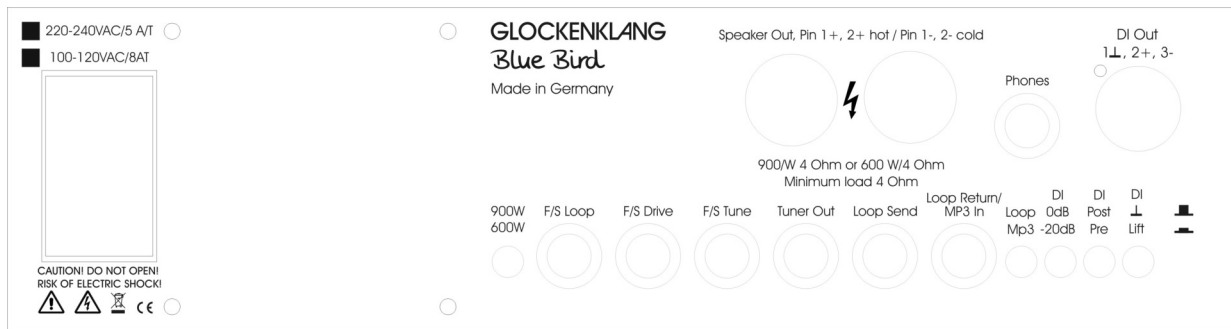 220-240VAC/5 A/T
100-120VAC/8AT
CAUTION! DO NOT OPEN!
RISK OF ELECTRIC SHOCK!
CE
GLOCKENKLANG
Blue Bird
Made in Germany
Speaker Out, Pin 1+, 2+ hot / Pin 1-, 2- cold
DI Out
1⊥, 2+, 3-
Phones
900/W 4 Ohm or 600 W/4 Ohm
Minimum load 4 Ohm
900W
600W
F/S Loop
F/S Drive
F/S Tune
Tuner Out
Loop Send
Loop Return/
MP3 In
Loop
Mp3
DI
0dB
-20dB
DI
Post
Pre
DI
⊥
Lift